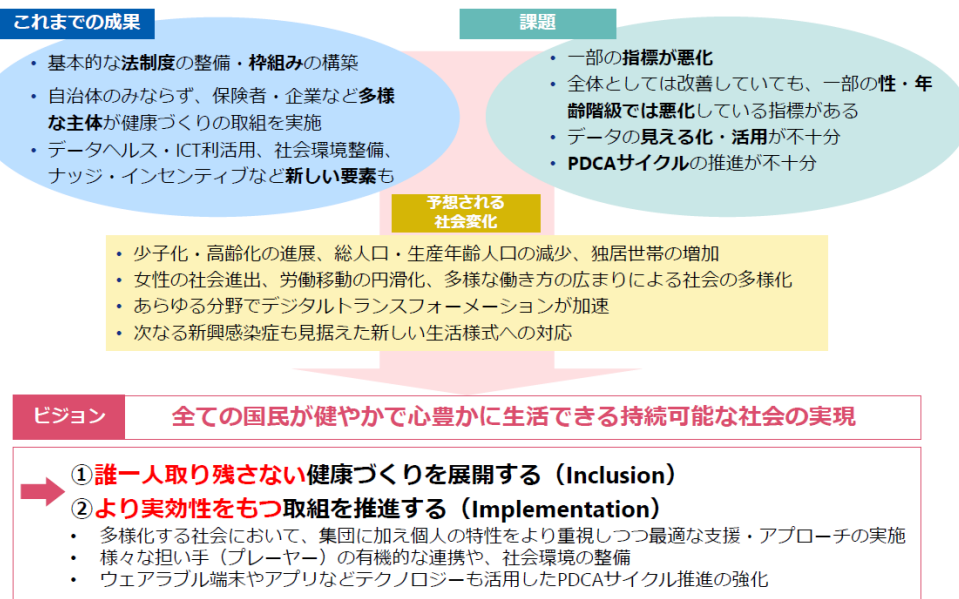 これまでの成果
・ 基本的な法制度の整備・枠組みの構築
・ 自治体のみならず、保険者・企業など多様
な主体が健康づくりの取組を実施
・ データヘルス・ICT利活用、社会環境整備、
ナッジ・インセンティブなど新しい要素も
課題
・ 一部の指標が悪化
・ 全体としては改善していても、一部の性・年
齢階級では悪化している指標がある
・ データの見える化・活用が不十分
・ PDCAサイクルの推進が不十分
予想される
社会変化
・ 少子化・高齢化の進展、総人口・生産年齢人口の減少、独居世帯の増加
・ 女性の社会進出、労働移動の円滑化、多様な働き方の広まりによる社会の多様化
・ あらゆる分野でデジタルトランスフォーメーションが加速
・ 次なる新興感染症も見据えた新しい生活様式への対応
ビジョン
全ての国民が健やかで心豊かに生活できる持続可能な社会の実現
①誰一人取り残さない健康づくりを展開する（Inclusion）
②より実効性をもつ取組を推進する（Implementation）
・ 多様化する社会において、集団に加え個人の特性をより重視しつつ最適な支援・アプローチの実施
・ 様々な担い手（プレーヤー）の有機的な連携や、社会環境の整備
・ ウェアラブル端末やアプリなどテクノロジーも活用したPDCAサイクル推進の強化